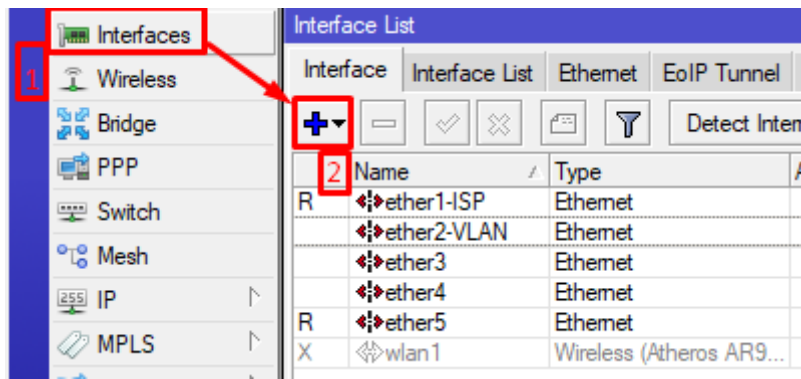 Interfaces
1
Wireless
Bridge
PPP
Switch
Mesh
255 IP
MPLS
Interface List
Interface Interface List Ethernet EoIP Tunnel
Detect Inter
2 Name Type
R ether1-ISP Ethernet
ether2-VLAN Ethernet
ether3 Ethernet
ether4 Ethernet
R ether5 Ethernet
X wlan1 Wireless (Atheros AR9...